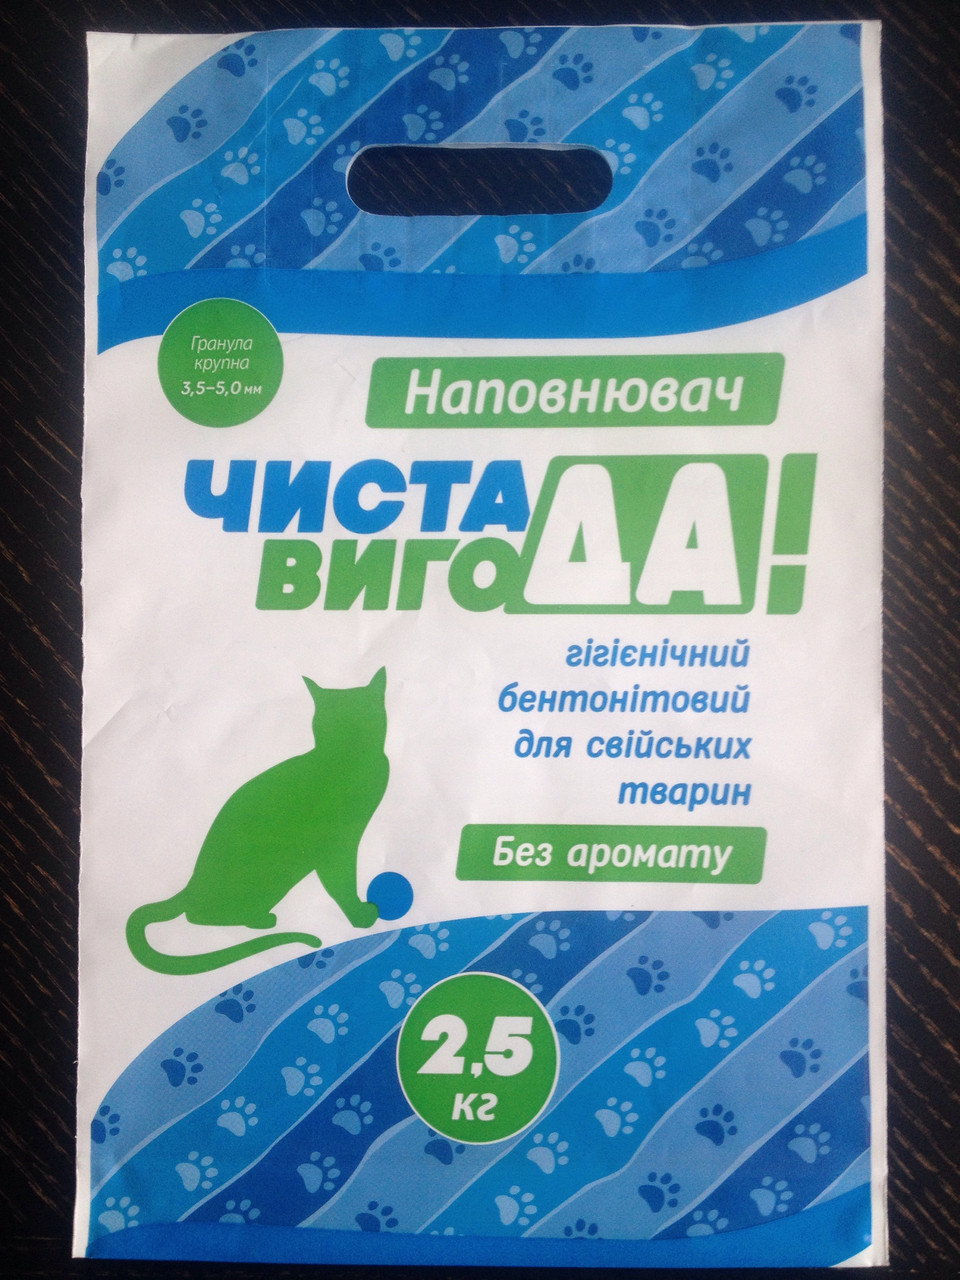 Гранула
крупна
3,5–5,0 мм
Наповнювач
ЧИСТА
ВИГОДА!
гігієнічний
бентонітовий
для свійських
тварин
Без аромату
2,5
кг